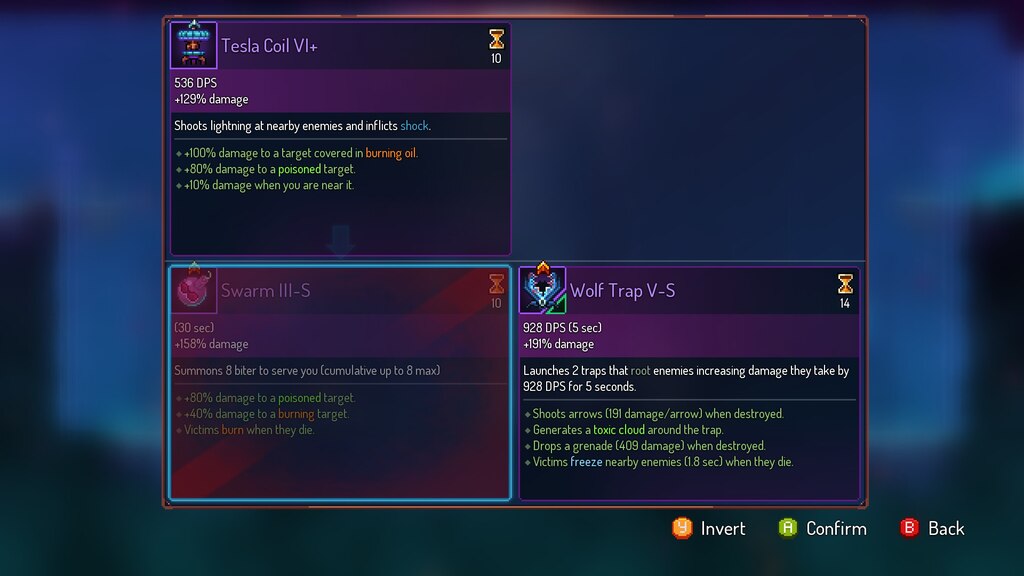 Tesla Coil VI+
10
536 DPS
+129% damage
Shoots lightning at nearby enemies and inflicts shock.
+100% damage to a target covered in burning oil.
+80% damage to a poisoned target.
+10% damage when you are near it.
Swarm III-S
10
(30 sec)
+158% damage
Summons 8 biter to serve you (cumulative up to 8 max)
+80% damage to a poisoned target.
+40% damage to a burning target.
Victims burn when they die.
Wolf Trap V-S
14
928 DPS (5 sec)
+191% damage
Launches 2 traps that root enemies increasing damage they take by
928 DPS for 5 seconds.
Shoots arrows (191 damage/arrow) when destroyed.
Generates a toxic cloud around the trap.
Drops a grenade (409 damage) when destroyed.
Victims freeze nearby enemies (1.8 sec) when they die.
Y Invert
A Confirm
B Back